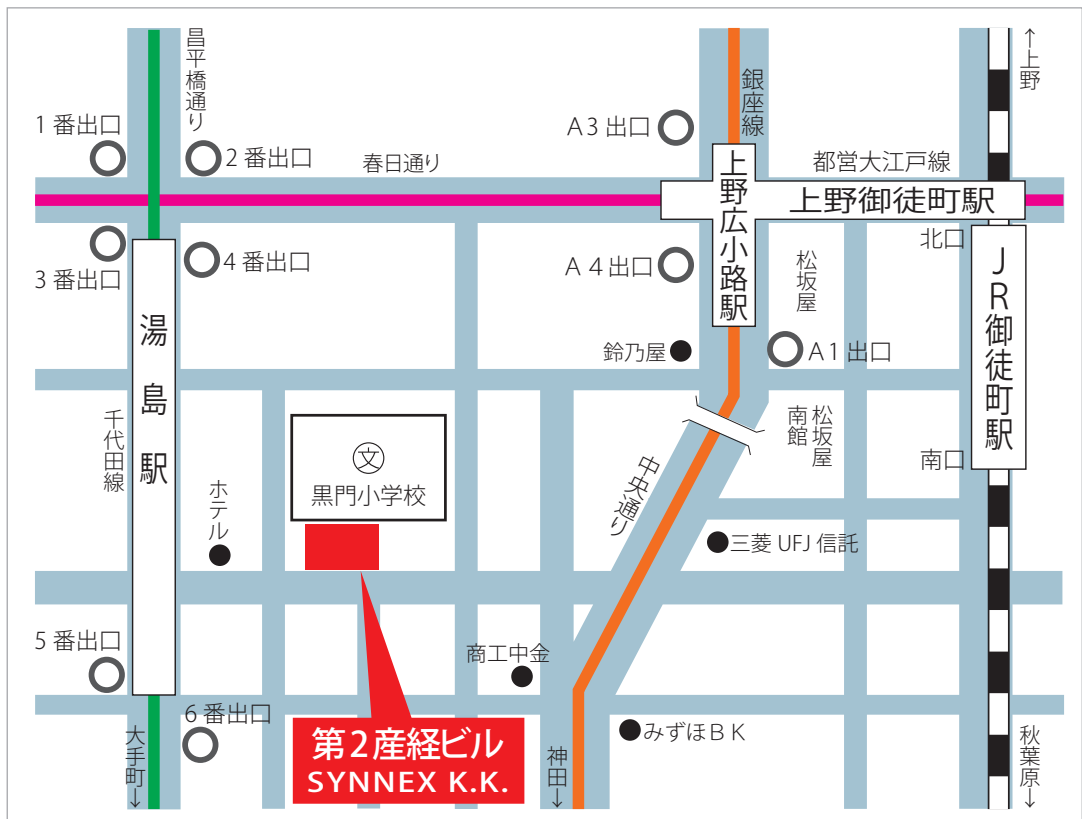 昌平橋通り
銀座線
↑上野
1番出口
2番出口
A3出口
春日通り
都営大江戸線
上野広小路駅
上野御徒町駅
3番出口
4番出口
A4出口
松坂屋
北口
湯島駅
JR御徒町駅
鈴乃屋
A1出口
千代田線
文
黒門小学校
松坂屋
南館
南口
中央通り
ホテル
三菱UFJ信託
5番出口
商工中金
6番出口
大手町↓
第2産経ビル
SYNNEX K.K.
神田↓
みずほBK
秋葉原↓